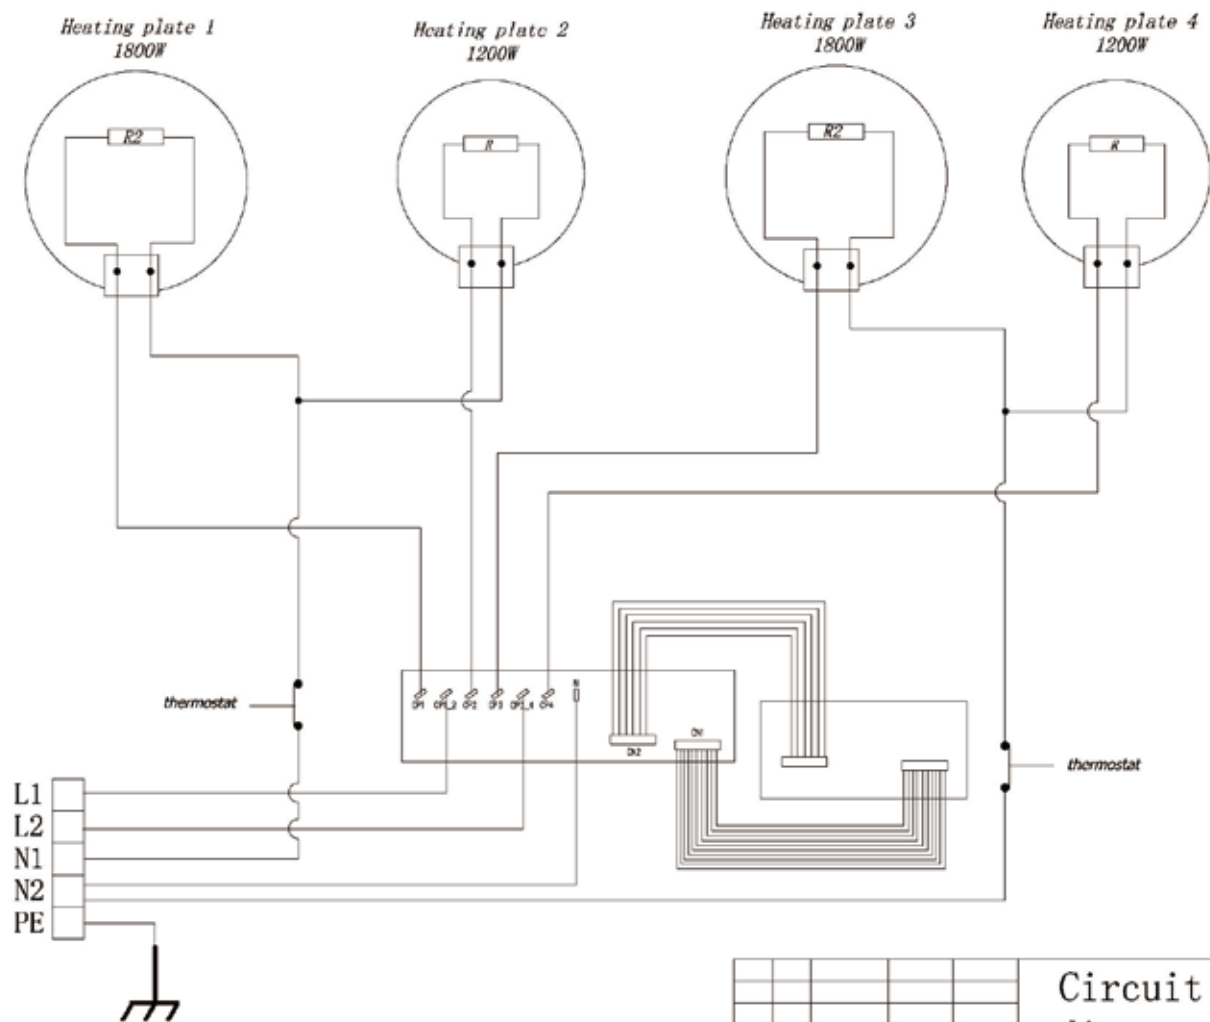 Heating plate 1
1800W
Heating plate 2
1200W
Heating plate 3
1800W
Heating plate 4
1200W
R2
R
R2
R
thermostat
N
CN2
CN1
thermostat
L1
L2
N1
N2
PE
Circuit